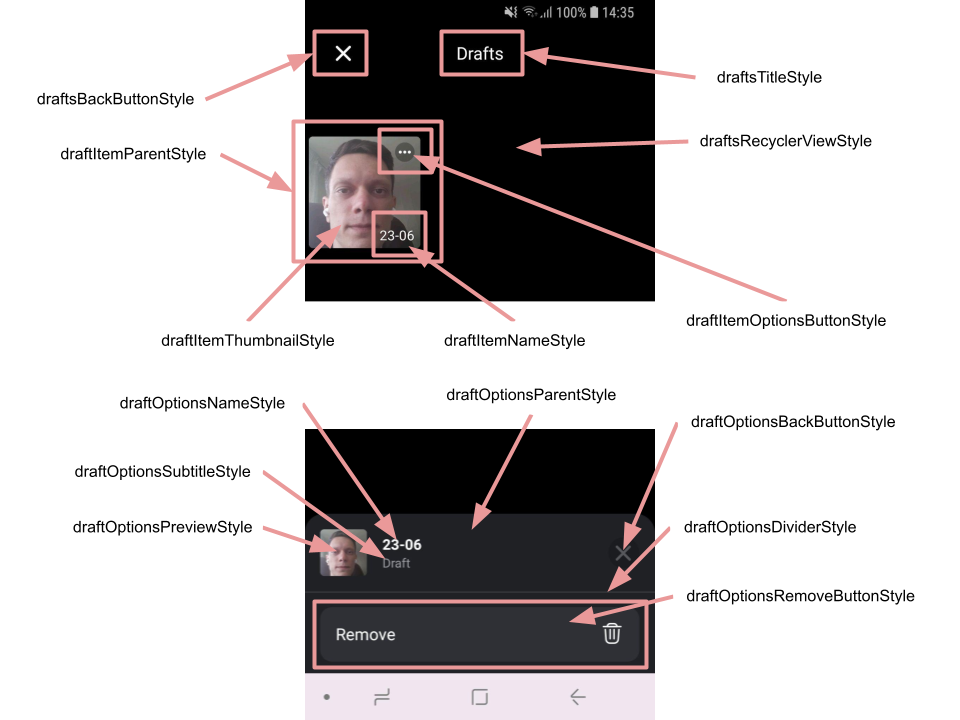 100% 14:35
Drafts
draftsTitleStyle
draftsBackButtonStyle
draftsRecyclerViewStyle
draftItemParentStyle
23-06
draftItemOptionsButtonStyle
draftItemThumbnailStyle
draftItemNameStyle
draftOptionsParentStyle
draftOptionsNameStyle
draftOptionsBackButtonStyle
draftOptionsSubtitleStyle
draftOptionsPreviewStyle
draftOptionsDividerStyle
23-06
Draft
draftOptionsRemoveButtonStyle
Remove